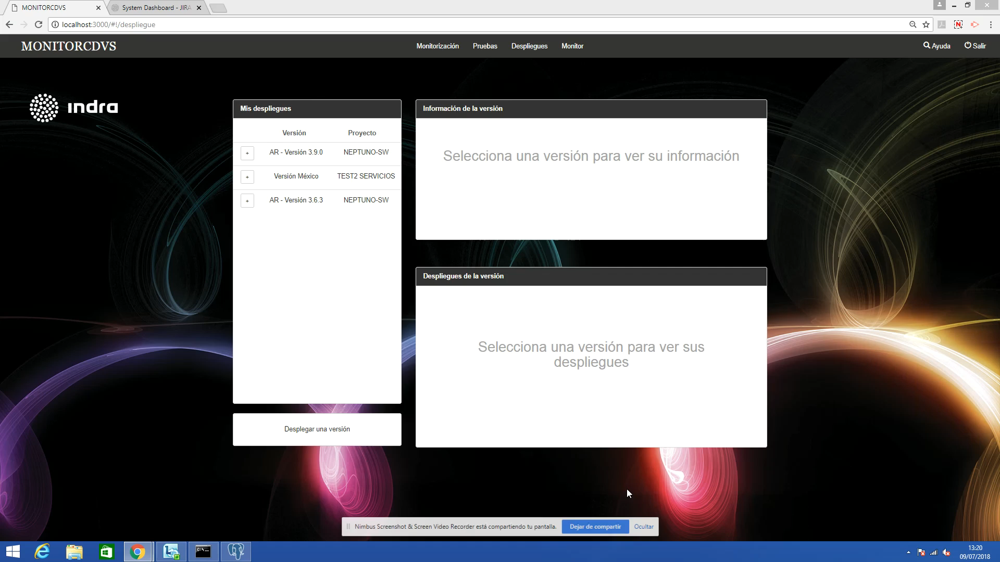 MONITORCDVS
System Dashboard - JIRA
localhost:3000/#!/despliegue
MONITORCDVS
Monitorización Pruebas Despliegues Monitor
Ayuda Salir
indra
Mis despliegues
Versión Proyecto
+ AR - Versión 3.9.0 NEPTUNO-SW
+ Versión México TEST2 SERVICIOS
+ AR - Versión 3.6.3 NEPTUNO-SW
Desplegar una versión
Información de la versión
Selecciona una versión para ver su información
Despliegues de la versión
Selecciona una versión para ver sus
despliegues
Nimbus Screenshot & Screen Video Recorder está compartiendo tu pantalla. Dejar de compartir Ocultar
C:\_
13:20
09/07/2018